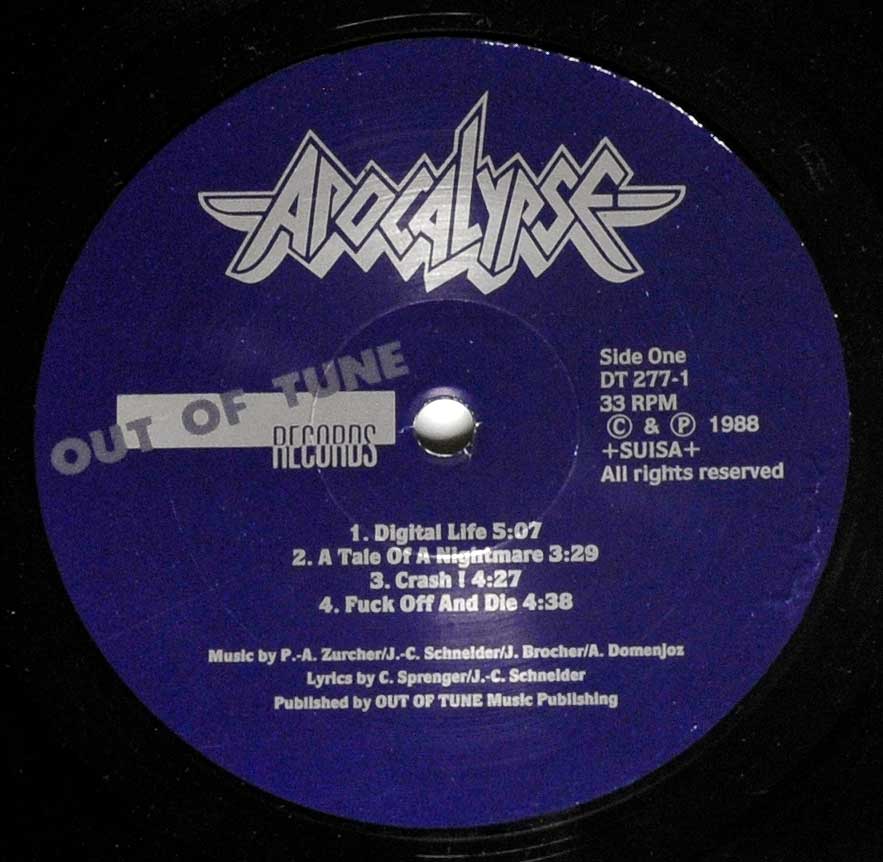 APOCALYPSE
OUT OF TUNE
RECORDS
Side One
DT 277-1
33 RPM
© & ℗ 1988
+SUISA+
All rights reserved
1. Digital Life 5:07
2. A Tale Of A Nightmare 3:29
3. Crash ! 4:27
4. Fuck Off And Die 4:38
Music by P.-A. Zurcher/J.-C. Schneider/J. Brocher/A. Domenjoz
Lyrics by C. Sprenger/J.-C. Schneider
Published by OUT OF TUNE Music Publishing